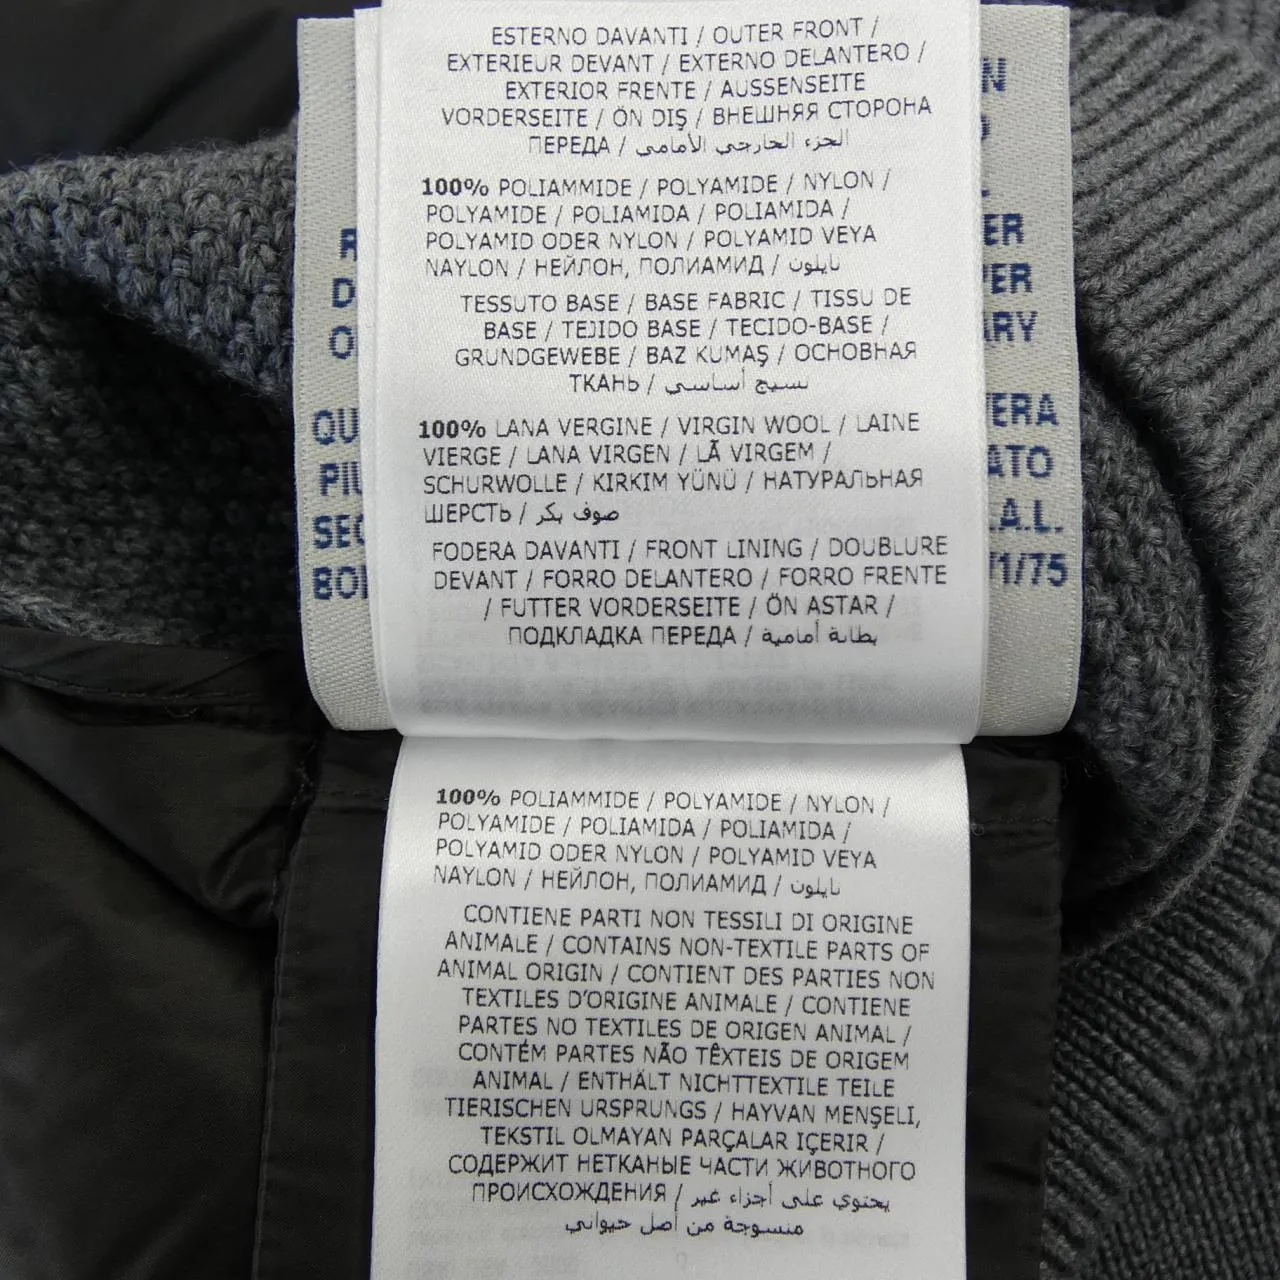 ESTERNO DAVANTI / OUTER FRONT /
EXTERIEUR DEVANT / EXTERNO DELANTERO /
EXTERIOR FRENTE / AUSSENSEITE
VORDERSEITE / ÖN DIŞ / ВНЕШНЯЯ СТОРОНА
ПЕРЕДА / الجزء الخارجي الأمامي
100% POLIAMMIDE / POLYAMIDE / NYLON /
POLYAMIDE / POLIAMIDA / POLIAMIDA /
POLYAMID ODER NYLON / POLYAMID VEYA
NAYLON / НЕЙЛОН, ПОЛИАМИД / نايلون
TESSUTO BASE / BASE FABRIC / TISSU DE
BASE / TEJIDO BASE / TECIDO-BASE /
GRUNDGEWEBE / BAZ KUMAŞ / ОСНОВНАЯ
ТКАНЬ / نسيج أساسي
100% LANA VERGINE / VIRGIN WOOL / LAINE
VIERGE / LANA VIRGEN / LÃ VIRGEM /
SCHURWOLLE / KIRKIM YÜNÜ / НАТУРАЛЬНАЯ
ШЕРСТЬ / صوف بكر
FODERA DAVANTI / FRONT LINING / DOUBLURE
DEVANT / FORRO DELANTERO / FORRO FRENTE
/ FUTTER VORDERSEITE / ÖN ASTAR /
ПОДКЛАДКА ПЕРЕДА / بطانة أمامية
100% POLIAMMIDE / POLYAMIDE / NYLON /
POLYAMIDE / POLIAMIDA / POLIAMIDA /
POLYAMID ODER NYLON / POLYAMID VEYA
NAYLON / НЕЙЛОН, ПОЛИАМИД / نايلون
CONTIENE PARTI NON TESSILI DI ORIGINE
ANIMALE / CONTAINS NON-TEXTILE PARTS OF
ANIMAL ORIGIN / CONTIENT DES PARTIES NON
TEXTILES D'ORIGINE ANIMALE / CONTIENE
PARTES NO TEXTILES DE ORIGEN ANIMAL /
CONTÉM PARTES NÃO TÊXTEIS DE ORIGEM
ANIMAL / ENTHÄLT NICHTTEXTILE TEILE
TIERISCHEN URSPRUNGS / HAYVAN MENŞELİ,
TEKSTIL OLMAYAN PARÇALAR IÇERIR /
СОДЕРЖИТ НЕТКАНЫЕ ЧАСТИ ЖИВОТНОГО
ПРОИСХОЖДЕНИЯ / يحتوي على أجزاء غير
منسوجة من أصل حيواني